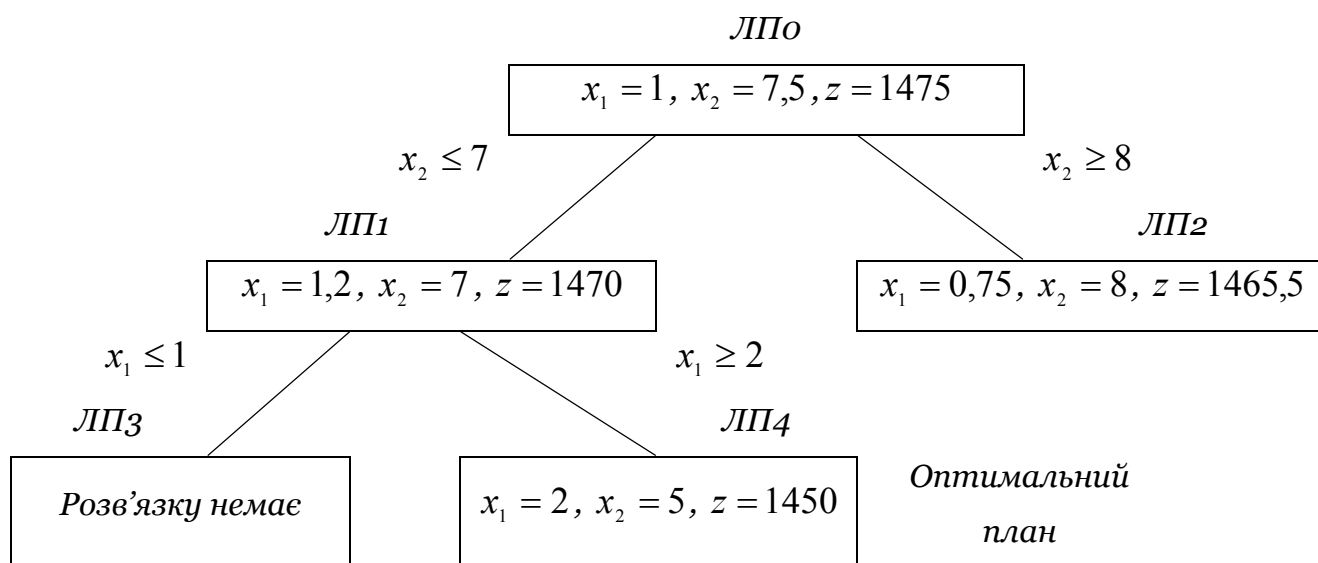 ЛП0
x₁ = 1, x₂ = 7,5, z = 1475
x₂ ≤ 7
x₂ ≥ 8
ЛП1
ЛП2
x₁ = 1,2, x₂ = 7, z = 1470
x₁ = 0,75, x₂ = 8, z = 1465,5
x₁ ≤ 1
x₁ ≥ 2
ЛП3
ЛП4
Розв’язку немає
x₁ = 2, x₂ = 5, z = 1450
Оптимальний
план